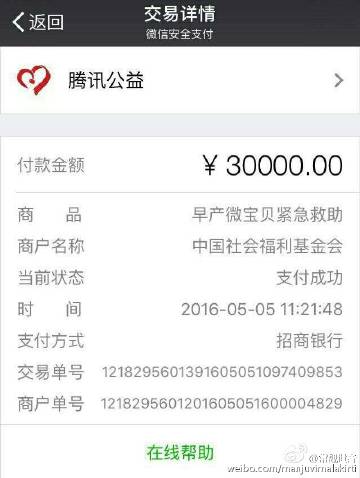 返回
交易详情
微信安全支付
腾讯公益
付款金额 ¥ 30000.00
商 品 早产微宝贝紧急救助
商户名称 中国社会福利基金会
当前状态 支付成功
时 间 2016-05-05 11:21:48
支付方式 招商银行
交易单号 1218295601391605051097409853
商户单号 1218295601201605051600004829
在线帮助
weibo.com/manjuvimalakirti